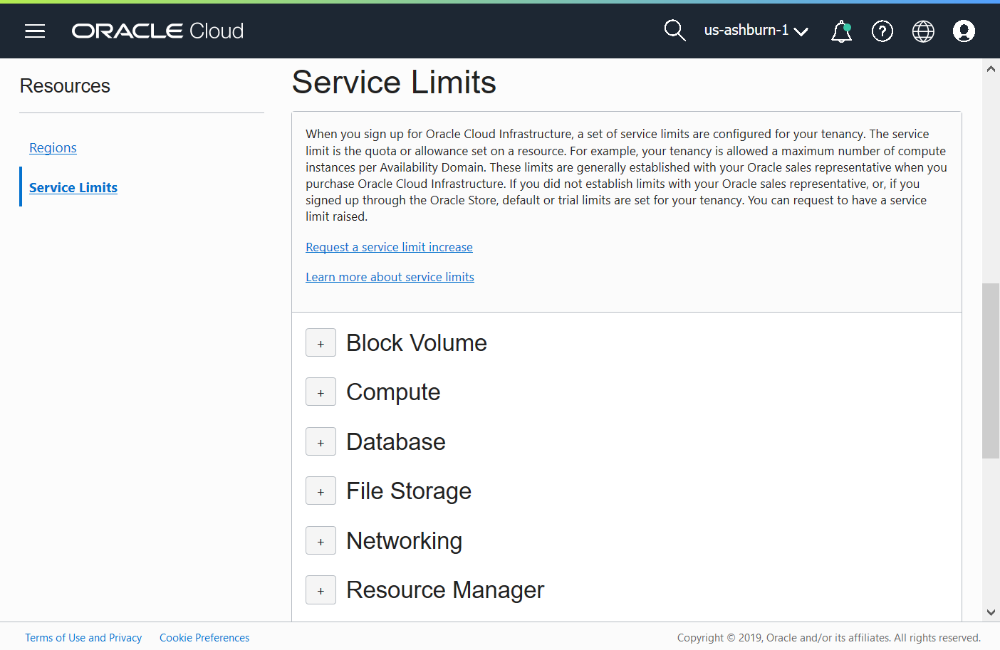 ORACLE Cloud
us-ashburn-1
Resources
Regions
Service Limits
Service Limits
When you sign up for Oracle Cloud Infrastructure, a set of service limits are configured for your tenancy. The service
limit is the quota or allowance set on a resource. For example, your tenancy is allowed a maximum number of compute
instances per Availability Domain. These limits are generally established with your Oracle sales representative when you
purchase Oracle Cloud Infrastructure. If you did not establish limits with your Oracle sales representative, or, if you
signed up through the Oracle Store, default or trial limits are set for your tenancy. You can request to have a service
limit raised.
Request a service limit increase
Learn more about service limits
+ Block Volume
+ Compute
+ Database
+ File Storage
+ Networking
+ Resource Manager
Terms of Use and Privacy
Cookie Preferences
Copyright © 2019, Oracle and/or its affiliates. All rights reserved.